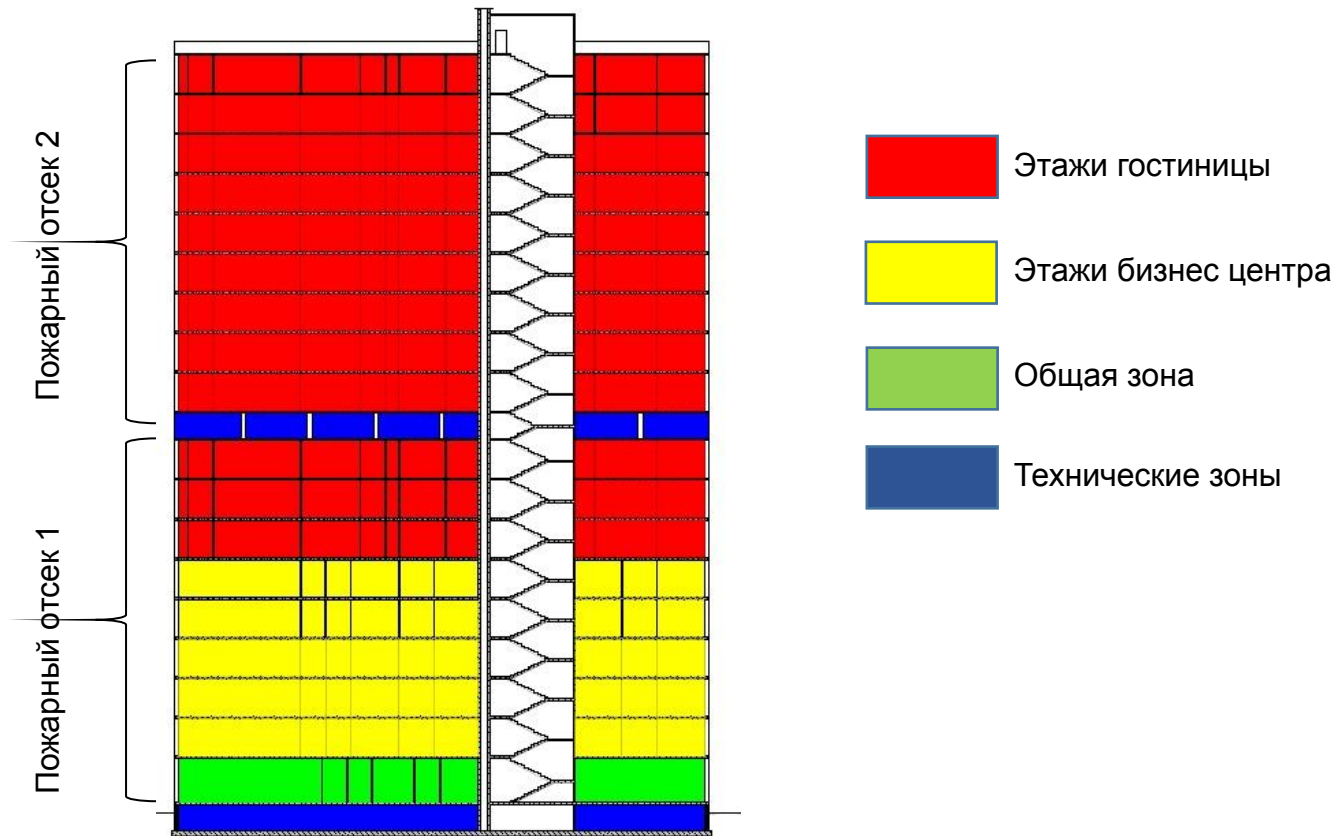 Пожарный отсек 2
Пожарный отсек 1
Этажи гостиницы
Этажи бизнес центра
Общая зона
Технические зоны